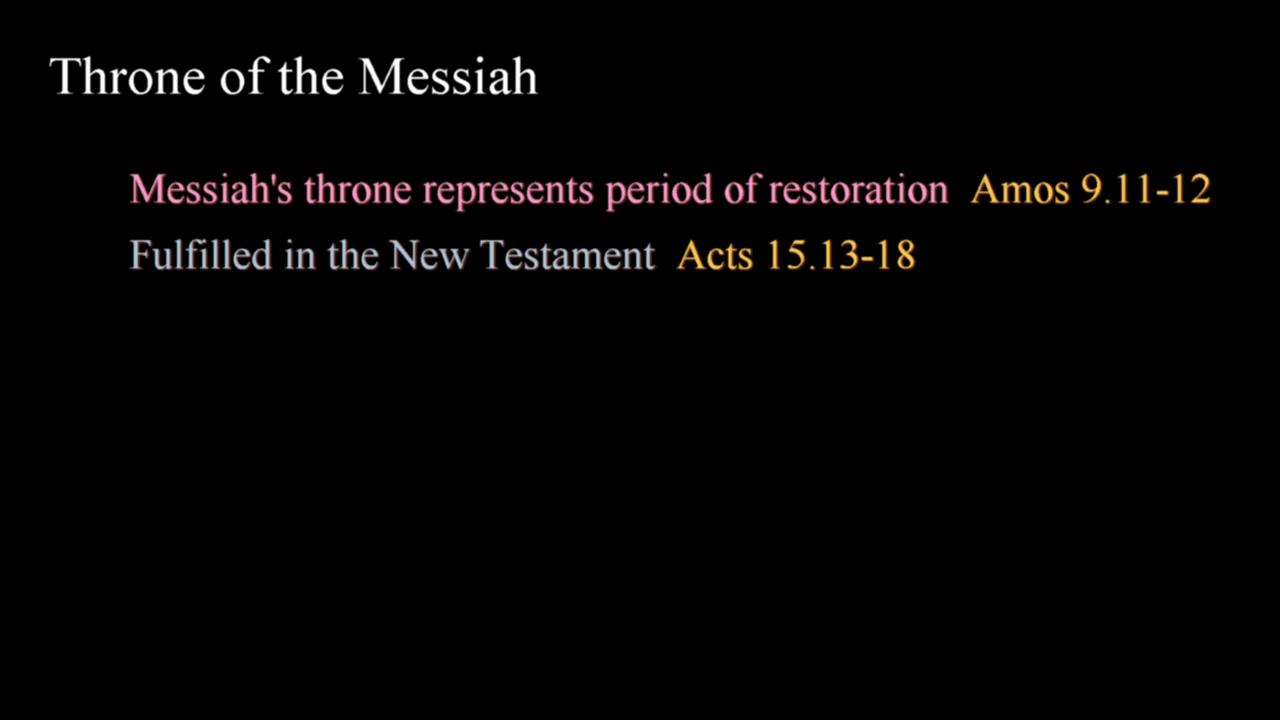 Throne of the Messiah
Messiah's throne represents period of restoration Amos 9.11-12
Fulfilled in the New Testament Acts 15.13-18